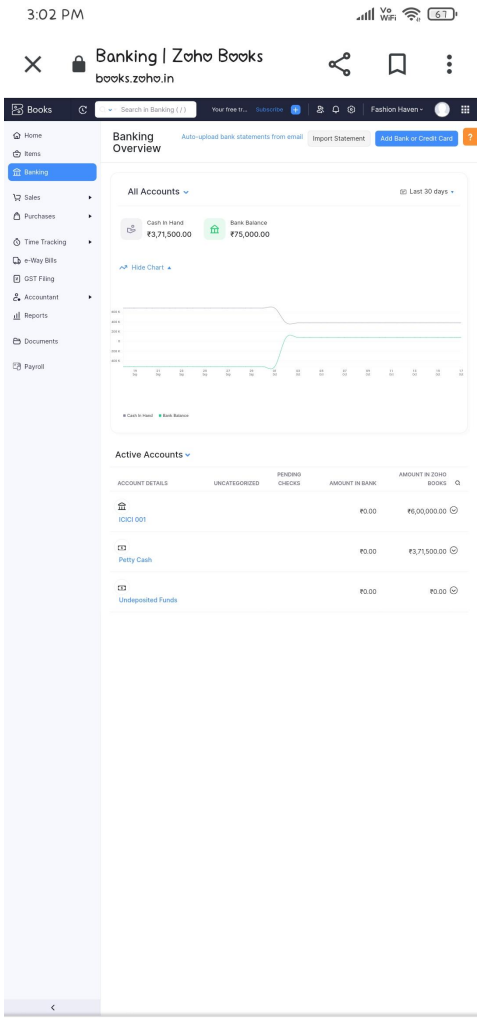 3:02 PM
Vo
WiFi
67
Banking | Zoho Books
books.zoho.in
Books
Search in Banking ( / )
Your free tr...
Subscribe
Fashion Haven
Home
Items
Banking
Sales
Purchases
Time Tracking
e-Way Bills
GST Filing
Accountant
Reports
Documents
Payroll
Banking
Overview
Auto-upload bank statements from email
Import Statement
Add Bank or Credit Card
?
All Accounts
Last 30 days
Cash In Hand
₹3,71,500.00
Bank Balance
₹75,000.00
Hide Chart
Cash In Hand
Bank Balance
Active Accounts
ACCOUNT DETAILS
UNCATEGORIZED
PENDING
CHECKS
AMOUNT IN BANK
AMOUNT IN ZOHO
BOOKS
ICICI 001
₹0.00
₹6,00,000.00
Petty Cash
₹0.00
₹3,71,500.00
Undeposited Funds
₹0.00
₹0.00